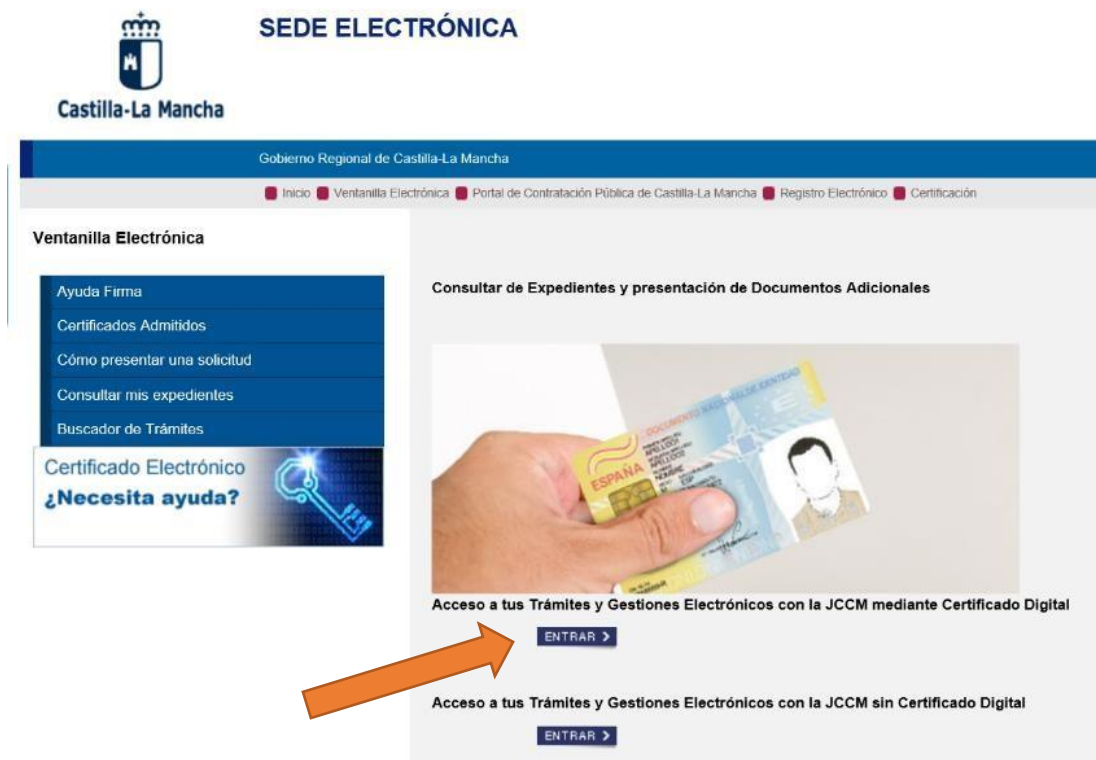 SEDE ELECTRÓNICA
Castilla-La Mancha
Gobierno Regional de Castilla-La Mancha
Inicio Ventanilla Electrónica Portal de Contratación Pública de Castilla-La Mancha Registro Electrónico Certificación
Ventanilla Electrónica
Ayuda Firma
Certificados Admitidos
Cómo presentar una solicitud
Consultar mis expedientes
Buscador de Trámites
Certificado Electrónico
¿Necesita ayuda?
Consultar de Expedientes y presentación de Documentos Adicionales
DOCUMENTO NACIONAL DE IDENTIDAD
ESPAÑA
APELLIDO1
APELLIDO2
NOMBRE
ESP
Acceso a tus Trámites y Gestiones Electrónicos con la JCCM mediante Certificado Digital
ENTRAR >
Acceso a tus Trámites y Gestiones Electrónicos con la JCCM sin Certificado Digital
ENTRAR >